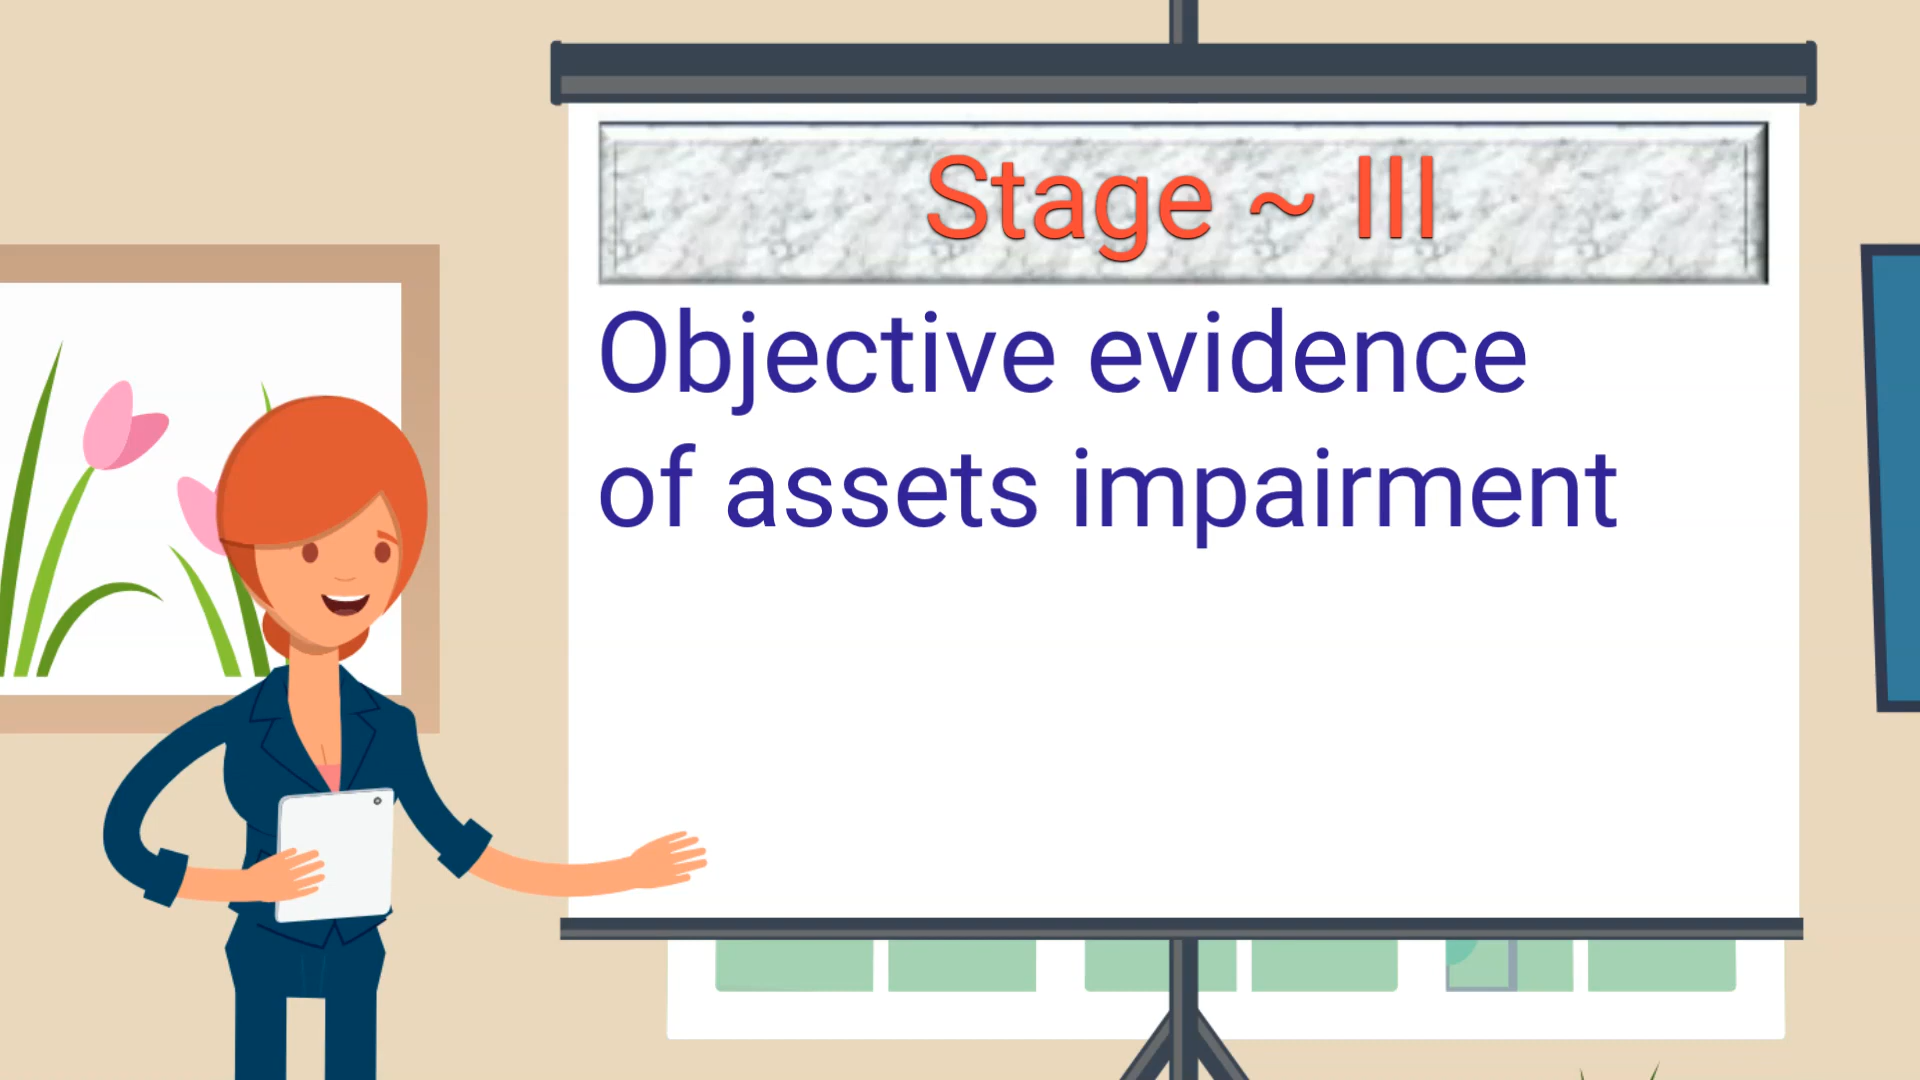 Stage ~ III
Objective evidence
of assets impairment